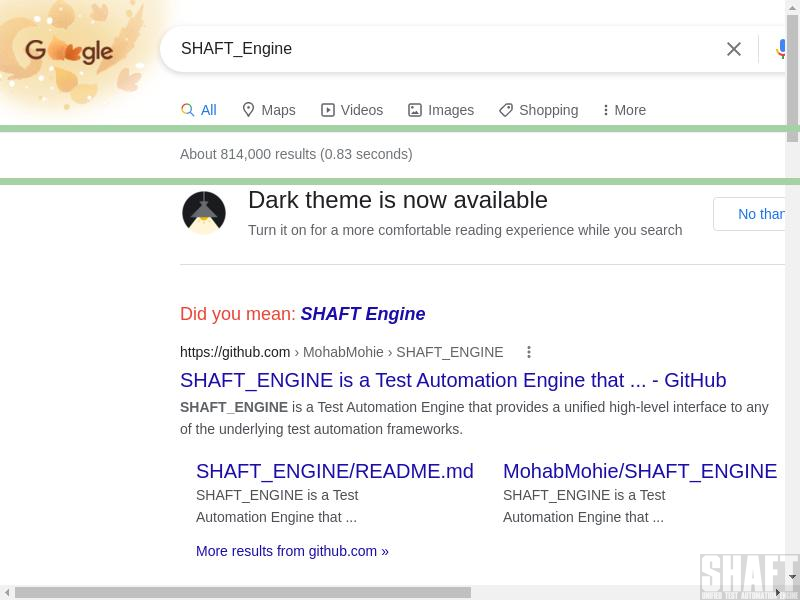 Google
SHAFT_Engine
All Maps Videos Images Shopping More
About 814,000 results (0.83 seconds)
Dark theme is now available
Turn it on for a more comfortable reading experience while you search
No
Did you mean: SHAFT Engine
https://github.com › MohabMohie › SHAFT_ENGINE
SHAFT_ENGINE is a Test Automation Engine that ... - GitHub
SHAFT_ENGINE is a Test Automation Engine that provides a unified high-level interface to any
of the underlying test automation frameworks.
SHAFT_ENGINE/README.md
SHAFT_ENGINE is a Test
Automation Engine that ...
MohabMohie/SHAFT_ENGINE
SHAFT_ENGINE is a Test
Automation Engine that ...
More results from github.com »
SHAFT